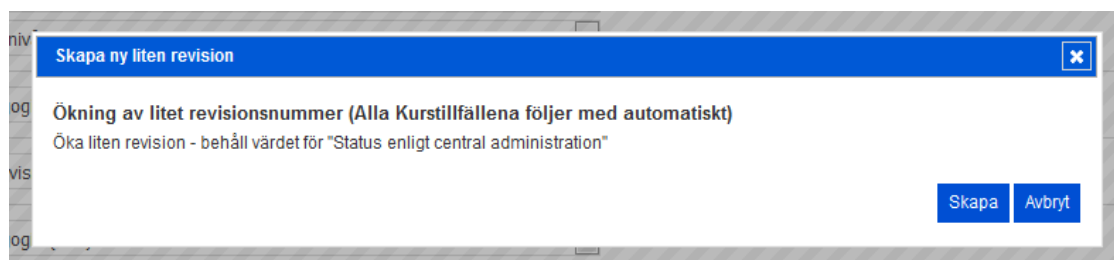 Skapa ny liten revision
Ökning av litet revisionsnummer (Alla Kurstillfällena följer med automatiskt)
Öka liten revision - behåll värdet för "Status enligt central administration"
Skapa Avbryt